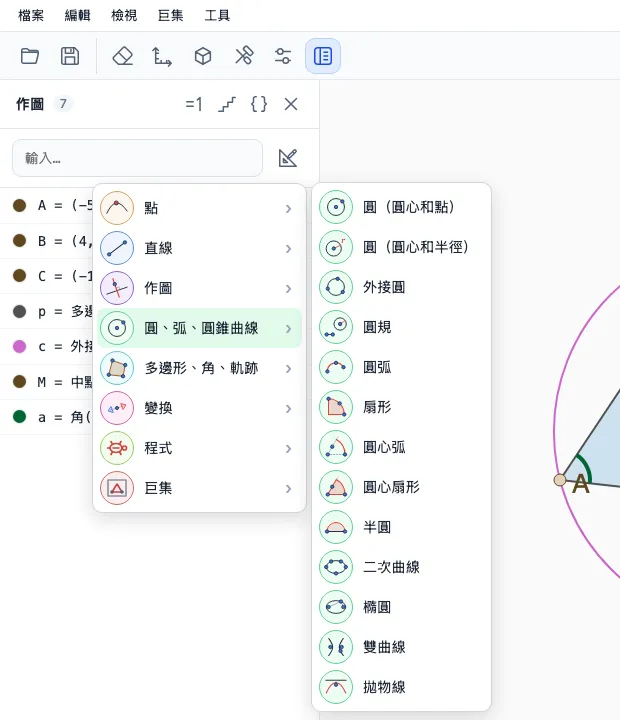 檔案 編輯 檢視 巨集 工具
作圖 7 =1 { }
輸入…
A = (-5
B = (4,
C = (-1
p = 多邊
c = 外接
M = 中點
a = 角(
點
直線
作圖
圓、弧、圓錐曲線
多邊形、角、軌跡
變換
程式
巨集
圓（圓心和點）
圓（圓心和半徑）
外接圓
圓規
圓弧
扇形
圓心弧
圓心扇形
半圓
二次曲線
橢圓
雙曲線
拋物線
A